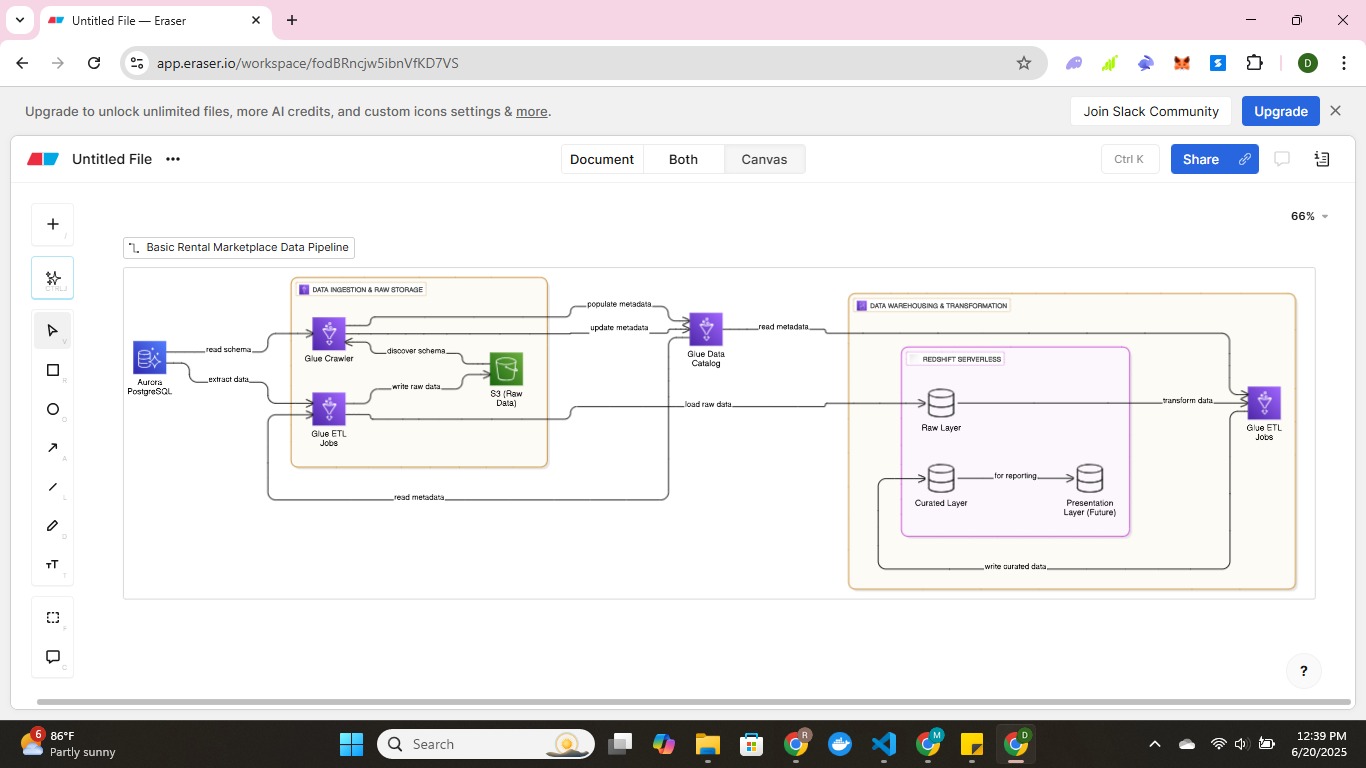 Untitled File — Eraser
app.eraser.io/workspace/fodBRncjw5ibnVfKD7VS
D
Upgrade to unlock unlimited files, more AI credits, and custom icons settings & more.
Join Slack Community
Upgrade
Untitled File
Document
Both
Canvas
Ctrl K
Share
66%
Basic Rental Marketplace Data Pipeline
DATA INGESTION & RAW STORAGE
DATA WAREHOUSING & TRANSFORMATION
populate metadata
update metadata
read metadata
read schema
Glue Crawler
discover schema
Glue Data
Catalog
REDSHIFT SERVERLESS
Aurora
PostgreSQL
extract data
write raw data
S3 (Raw
Data)
load raw data
transform data
Glue ETL
Jobs
Raw Layer
Glue ETL
Jobs
read metadata
for reporting
Curated Layer
Presentation
Layer (Future)
write curated data
CTRL J
V
R
O
A
L
D
T
F
C
?
6
86°F
Partly sunny
Search
R
M
D
12:39 PM
6/20/2025